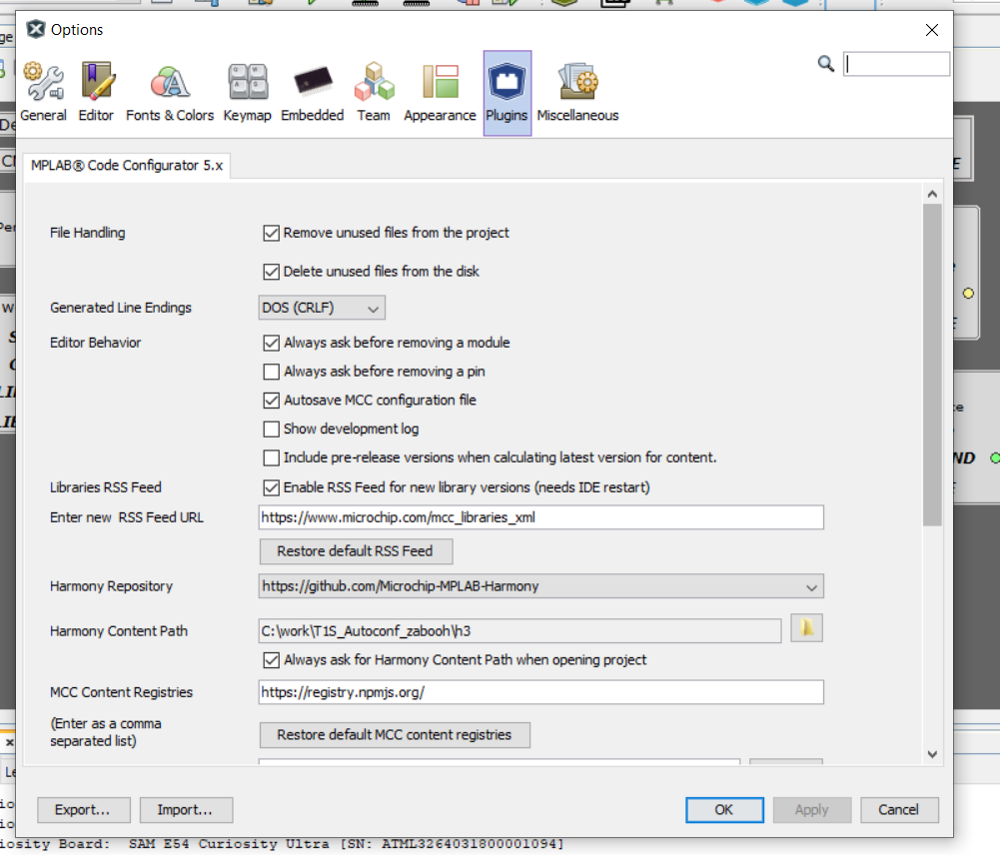 Options
General Editor Fonts & Colors Keymap Embedded Team Appearance Plugins Miscellaneous
MPLAB® Code Configurator 5.x
File Handling
Remove unused files from the project
Delete unused files from the disk
Generated Line Endings
DOS (CRLF)
Editor Behavior
Always ask before removing a module
Always ask before removing a pin
Autosave MCC configuration file
Show development log
Include pre-release versions when calculating latest version for content.
Libraries RSS Feed
Enable RSS Feed for new library versions (needs IDE restart)
Enter new RSS Feed URL
https://www.microchip.com/mcc_libraries_xml
Restore default RSS Feed
Harmony Repository
https://github.com/Microchip-MPLAB-Harmony
Harmony Content Path
C:\work\T1S_Autoconf_zabooh\h3
Always ask for Harmony Content Path when opening project
MCC Content Registries
https://registry.npmjs.org/
(Enter as a comma
separated list)
Restore default MCC content registries
Export...
Import...
OK
Apply
Cancel
iosity Board: SAM E54 Curiosity Ultra [SN: ATML3264031800001094]